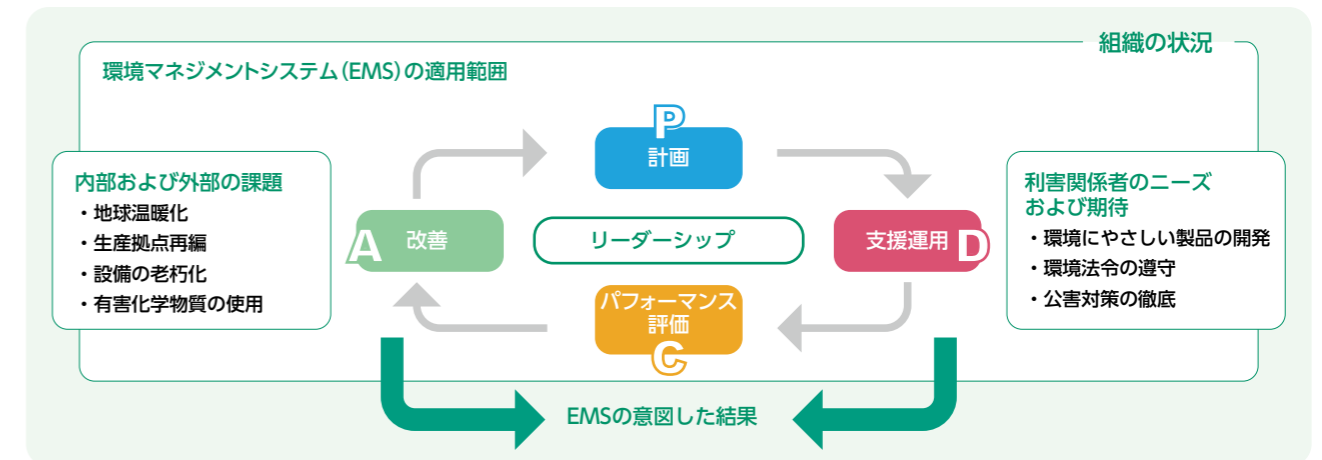 組織の状況
環境マネジメントシステム(EMS)の適用範囲
P
計画
内部および外部の課題
・地球温暖化
・生産拠点再編
・設備の老朽化
・有害化学物質の使用
A 改善
リーダーシップ
支援運用 D
利害関係者のニーズ
および期待
・環境にやさしい製品の開発
・環境法令の遵守
・公害対策の徹底
パフォーマンス
評価
C
EMSの意図した結果